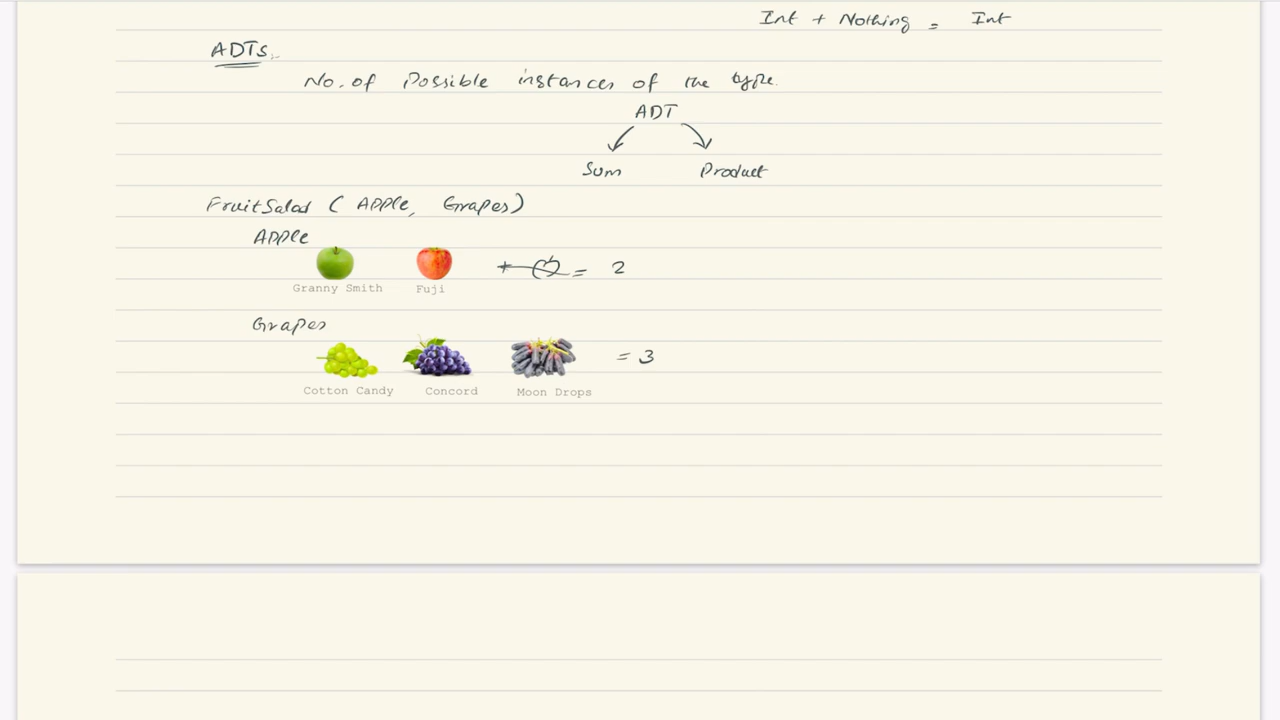 Int + Nothing = Int
ADTs.
No. of Possible instances of the type.
ADT
Sum Product
FruitSalad ( Apple, Grapes)
Apple
= 2
Granny Smith Fuji
Grapes
= 3
Cotton Candy Concord Moon Drops